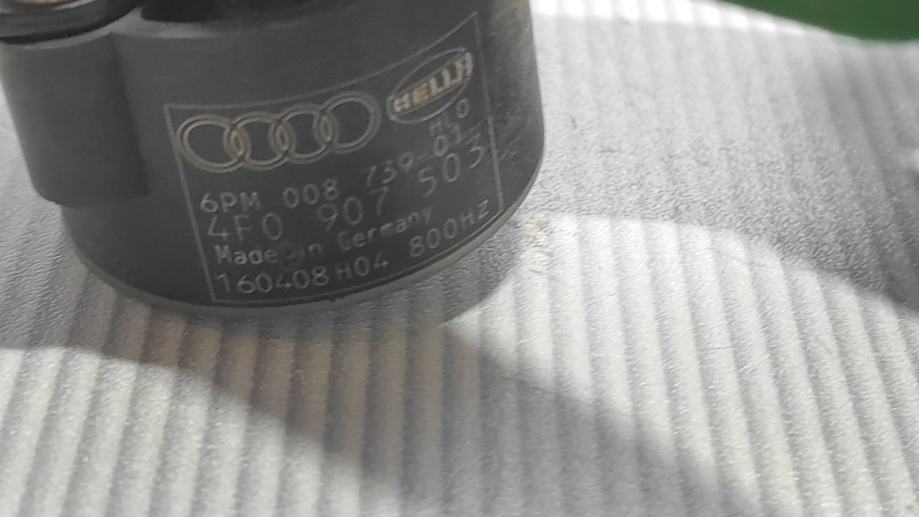 HELLA
HLO
6PM 008 739-01
4F0 907 503
Made in Germany
160408 H04 800HZ